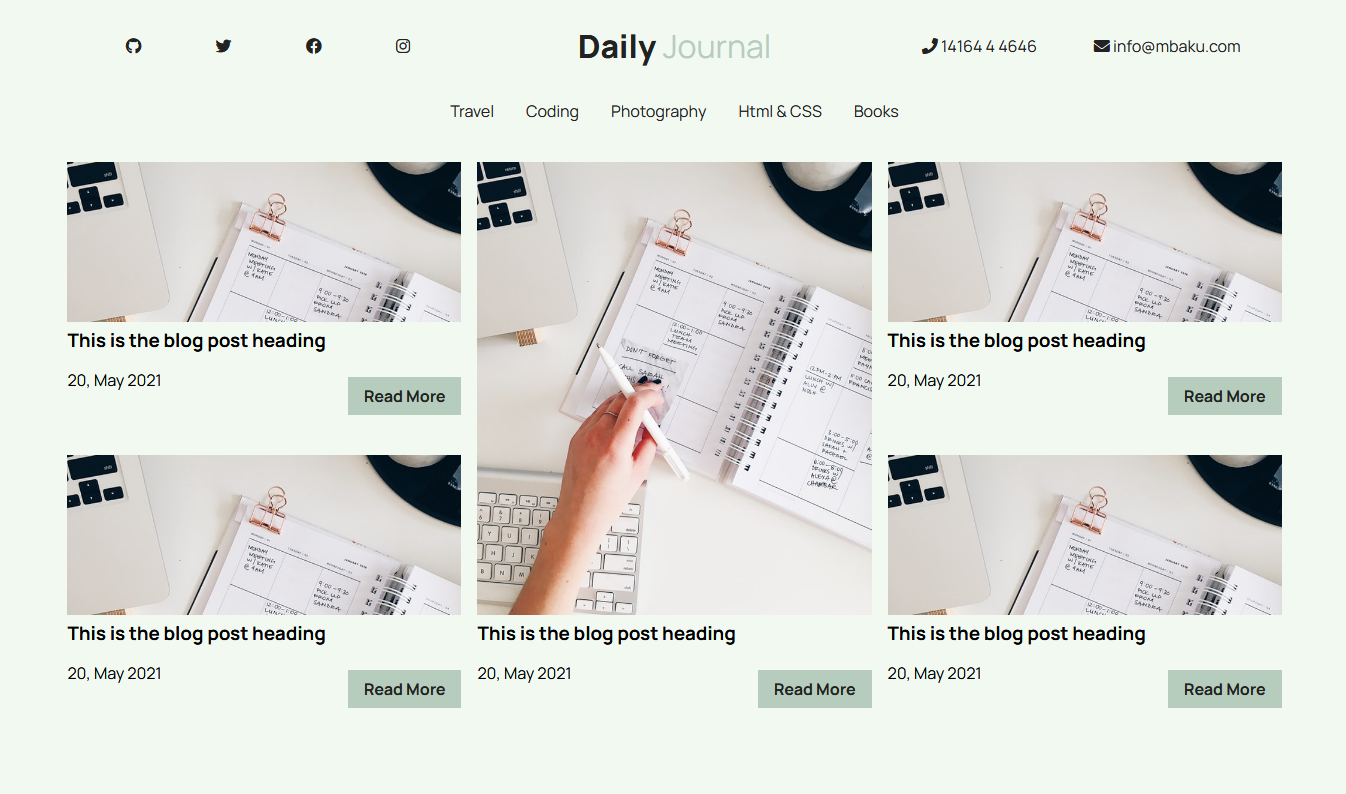 Daily Journal
14164 4 4646
info@mbaku.com
Travel Coding Photography Html & CSS Books
This is the blog post heading
20, May 2021
Read More
This is the blog post heading
20, May 2021
Read More
DON'T FORGET
This is the blog post heading
20, May 2021
Read More
This is the blog post heading
20, May 2021
Read More
This is the blog post heading
20, May 2021
Read More